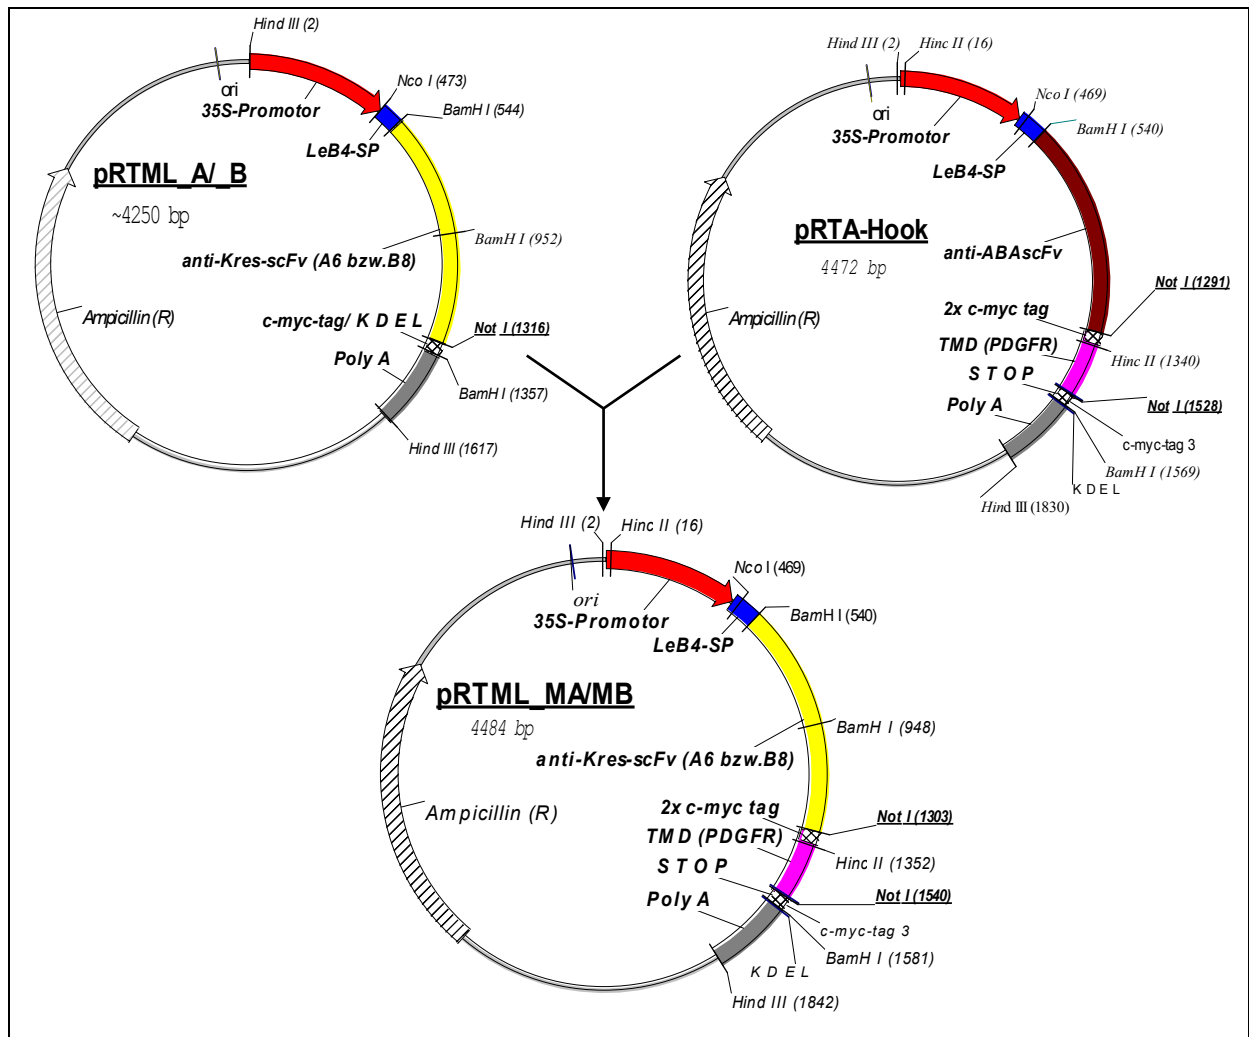 Hind III (2)
ori
35S-Promotor
Nco I (473)
BamH I (544)
LeB4-SP
pRTML_A/_B
~4250 bp
BamH I (952)
anti-Kres-scFv (A6 bzw.B8)
Ampicillin (R)
c-myc-tag/ K D E L
Not I (1316)
Poly A
BamH I (1357)
Hind III (1617)
Hind III (2)
Hinc II (16)
ori
35S-Promotor
Nco I (469)
BamH I (540)
LeB4-SP
pRTA-Hook
4472 bp
anti-ABAscFv
Ampicillin (R)
Not I (1291)
2x c-myc tag
TMD (PDGFR)
Hinc II (1340)
S T O P
Poly A
Not I (1528)
c-myc-tag 3
BamH I (1569)
K D E L
Hind III (1830)
Hind III (2)
Hinc II (16)
ori
35S-Promotor
Nco I (469)
BamH I (540)
LeB4-SP
pRTML_MA/MB
4484 bp
BamH I (948)
anti-Kres-scFv (A6 bzw.B8)
Ampicillin (R)
2x c-myc tag
Not I (1303)
TMD (PDGFR)
Hinc II (1352)
S T O P
Not I (1540)
Poly A
c-myc-tag 3
BamH I (1581)
K D E L
Hind III (1842)